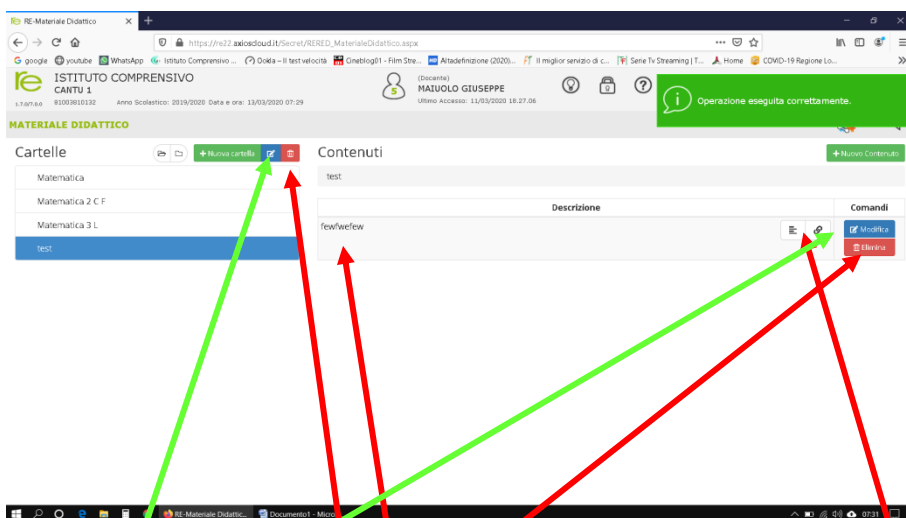 RE-Materiale Didattico
https://re22.axioscloud.it/Secret/RERED_MaterialeDidattico.aspx
google youtube WhatsApp Istituto Comprensivo ... Ookla – Il test velocità Cineblog01 - Film Stre... Altadefinizione (2020)... Il miglior servizio di c... Serie Tv Streaming | T... Home COVID-19 Regione Lo...
re ISTITUTO COMPRENSIVO
CANTU 1
81003810132 Anno Scolastico: 2019/2020 Data e ora: 13/03/2020 07:29
5
(Docente)
MAIUOLO GIUSEPPE
Ultimo Accesso: 11/03/2020 18.27.06
Operazione eseguita correttamente.
MATERIALE DIDATTICO
Cartelle
+Nuova cartella
Contenuti
+Nuovo Contenuto
Matematica
Matematica 2 C F
Matematica 3 L
test
test
Descrizione Comandi
fewfwefew
Modifica
Elimina
RE-Materiale Didattic... Documento1 - Micro
07:31